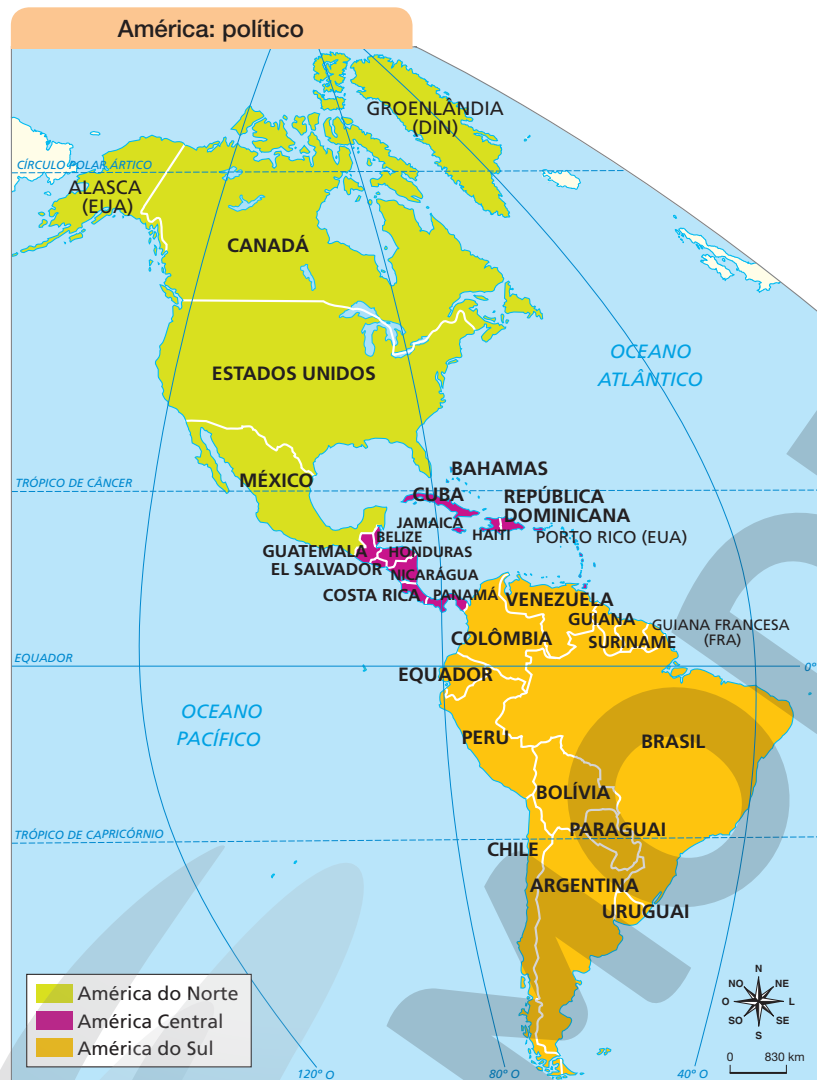 América: político
GROENLÂNDIA
(DIN)
CÍRCULO POLAR ÁRTICO
ALASCA
(EUA)
CANADÁ
ESTADOS UNIDOS
OCEANO
ATLÂNTICO
MÉXICO
TRÓPICO DE CÂNCER
BAHAMAS
CUBA
REPÚBLICA
DOMINICANA
JAMAICA
HAITI
PORTO RICO (EUA)
BELIZE
GUATEMALA
HONDURAS
EL SALVADOR
NICARÁGUA
COSTA RICA
PANAMÁ
VENEZUELA
GUIANA
GUIANA FRANCESA
(FRA)
SURINAME
COLÔMBIA
EQUADOR
0°
EQUADOR
OCEANO
PACÍFICO
PERU
BRASIL
BOLÍVIA
PARAGUAI
TRÓPICO DE CAPRICÓRNIO
CHILE
ARGENTINA
URUGUAI
América do Norte
América Central
América do Sul
N
NO
NE
O
L
SO
SE
S
0 830 km
120° O
80° O
40° O